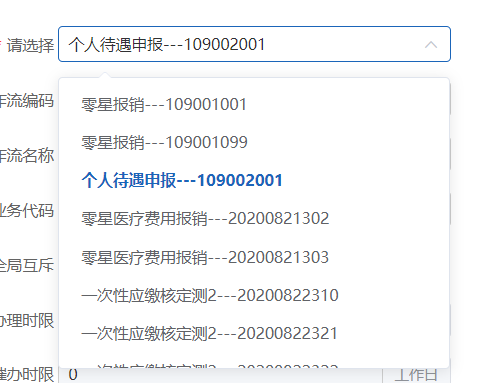 * 请选择 个人待遇申报---109002001
作流编码 零星报销---109001001
零星报销---109001099
作流名称
个人待遇申报---109002001
业务代码 零星医疗费用报销---20200821302
零星医疗费用报销---20200821303
全局互斥
一次性应缴核定测2---20200822310
办理时限 一次性应缴核定测2---20200822321
催办时限 0 工作日